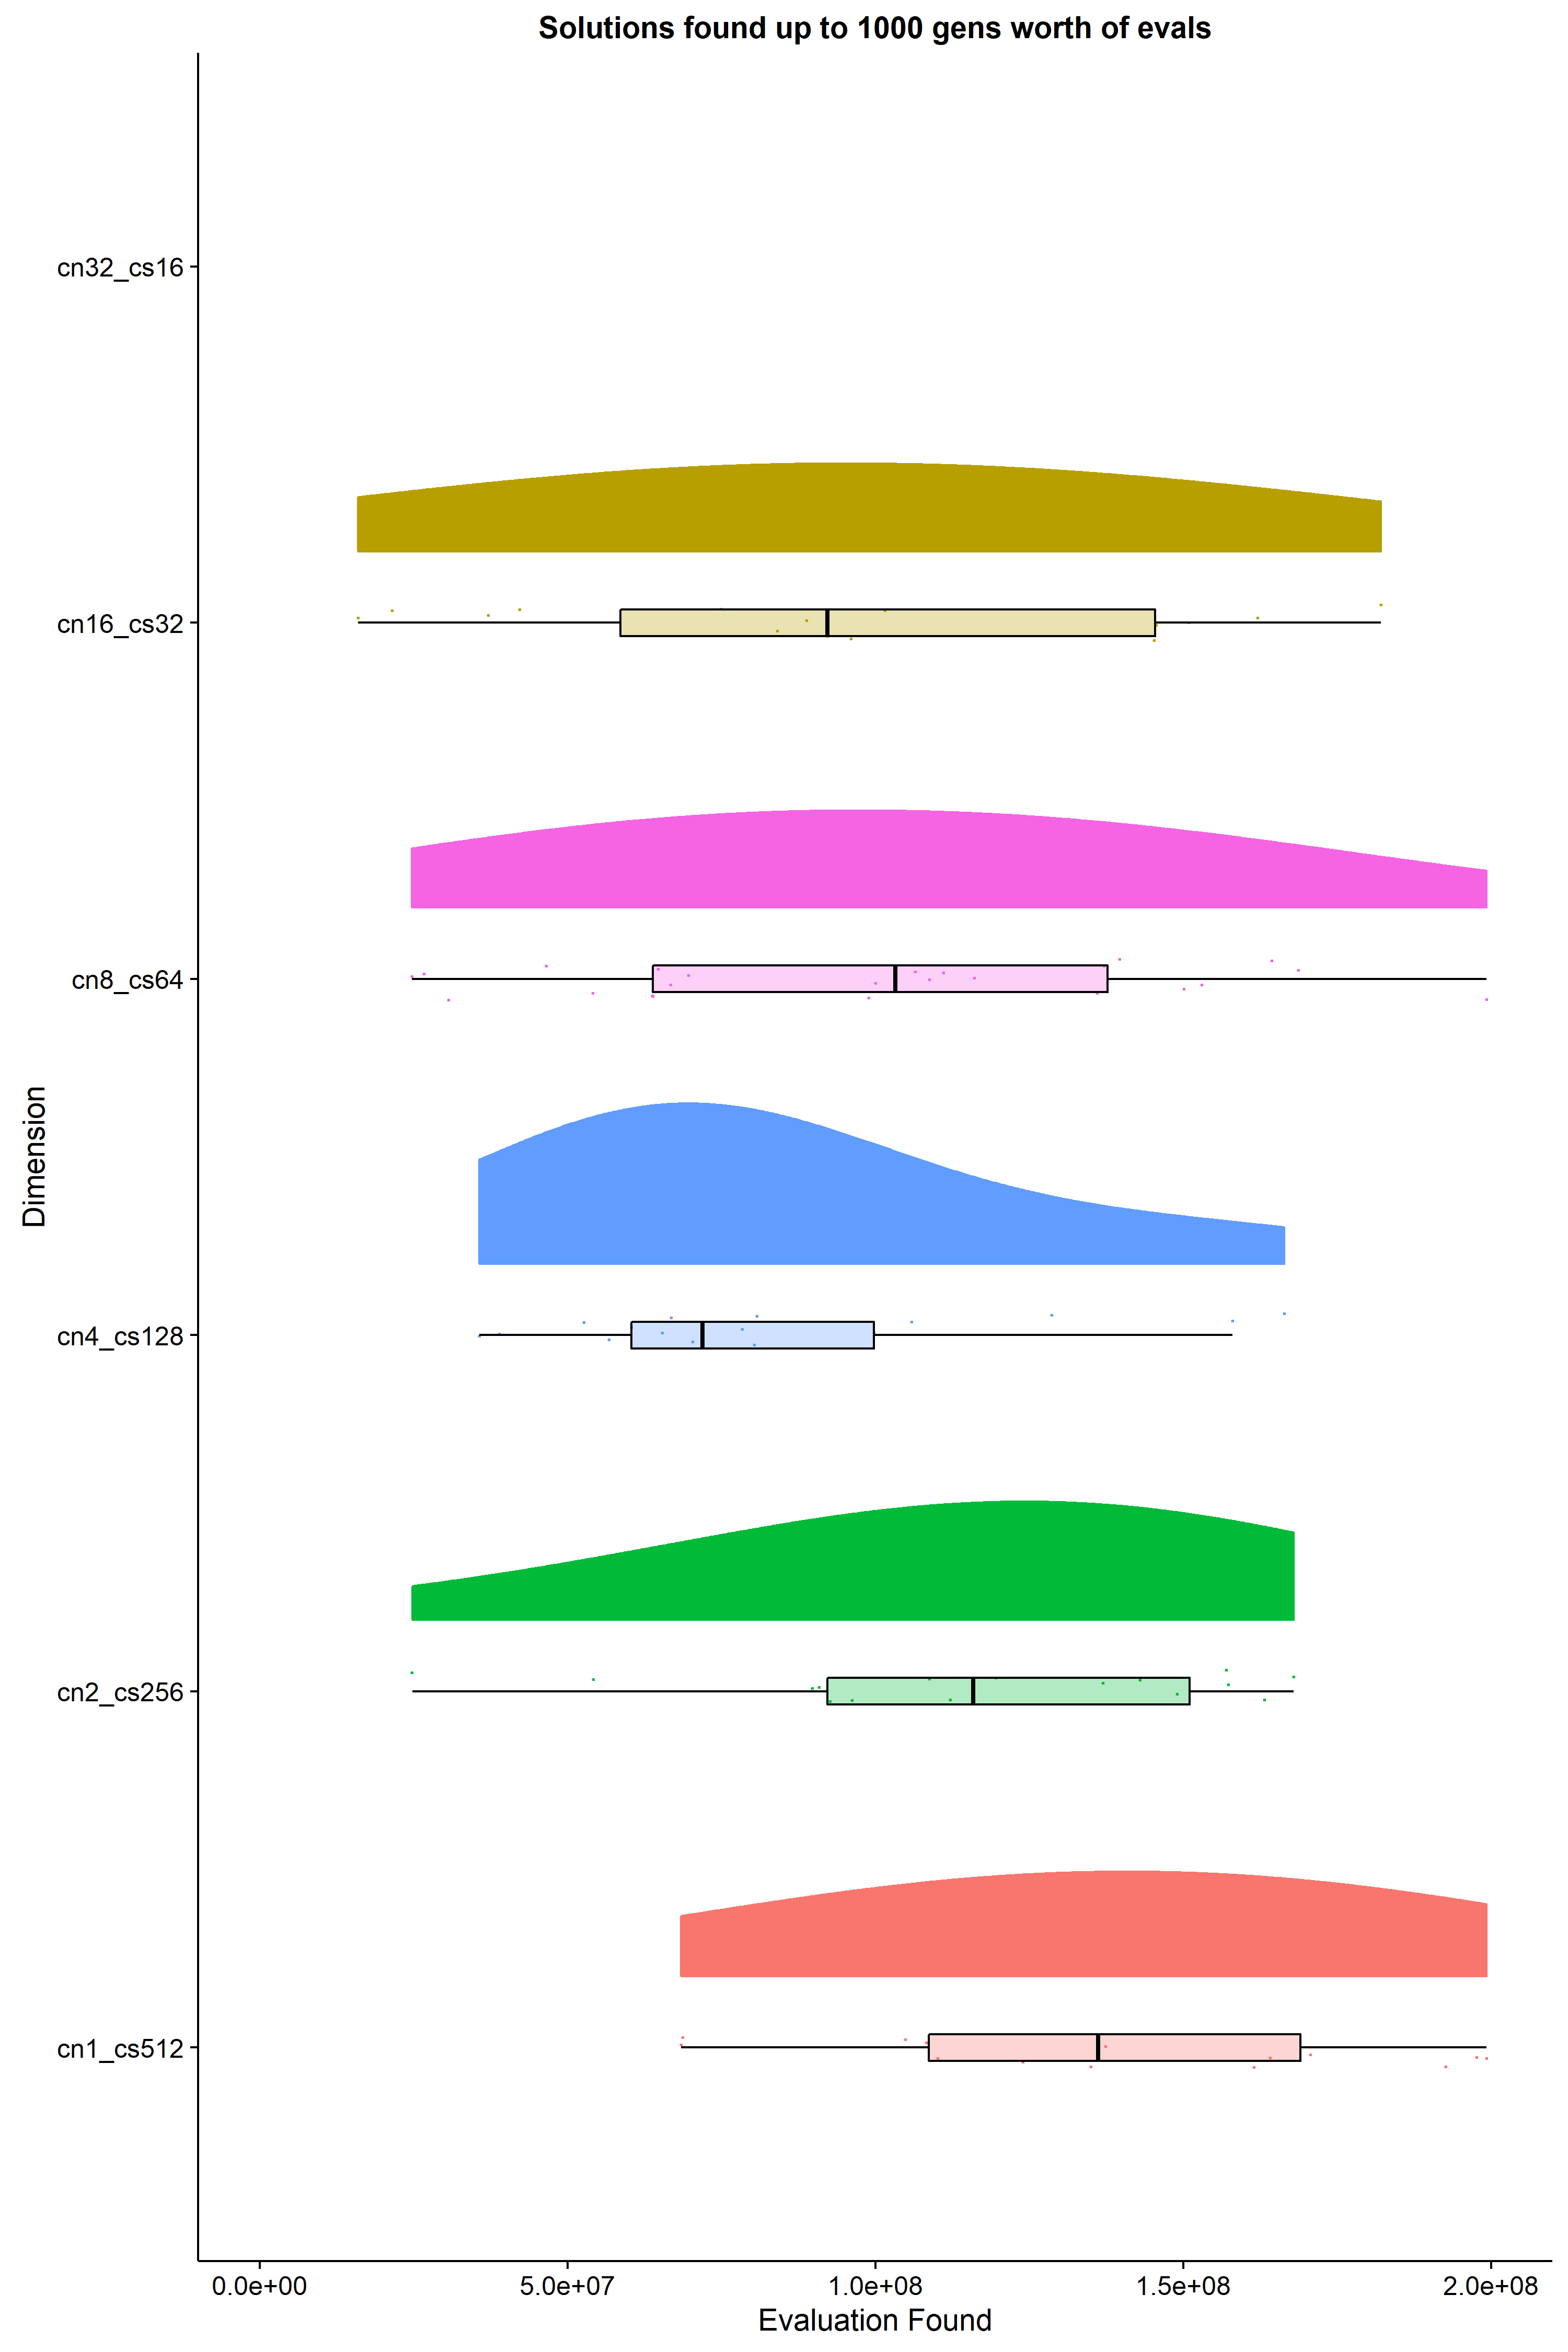 Solutions found up to 1000 gens worth of evals
cn32_cs16
cn16_cs32
cn8_cs64
Dimension
cn4_cs128
cn2_cs256
cn1_cs512
0.0e+00 5.0e+07 1.0e+08 1.5e+08 2.0e+08
Evaluation Found